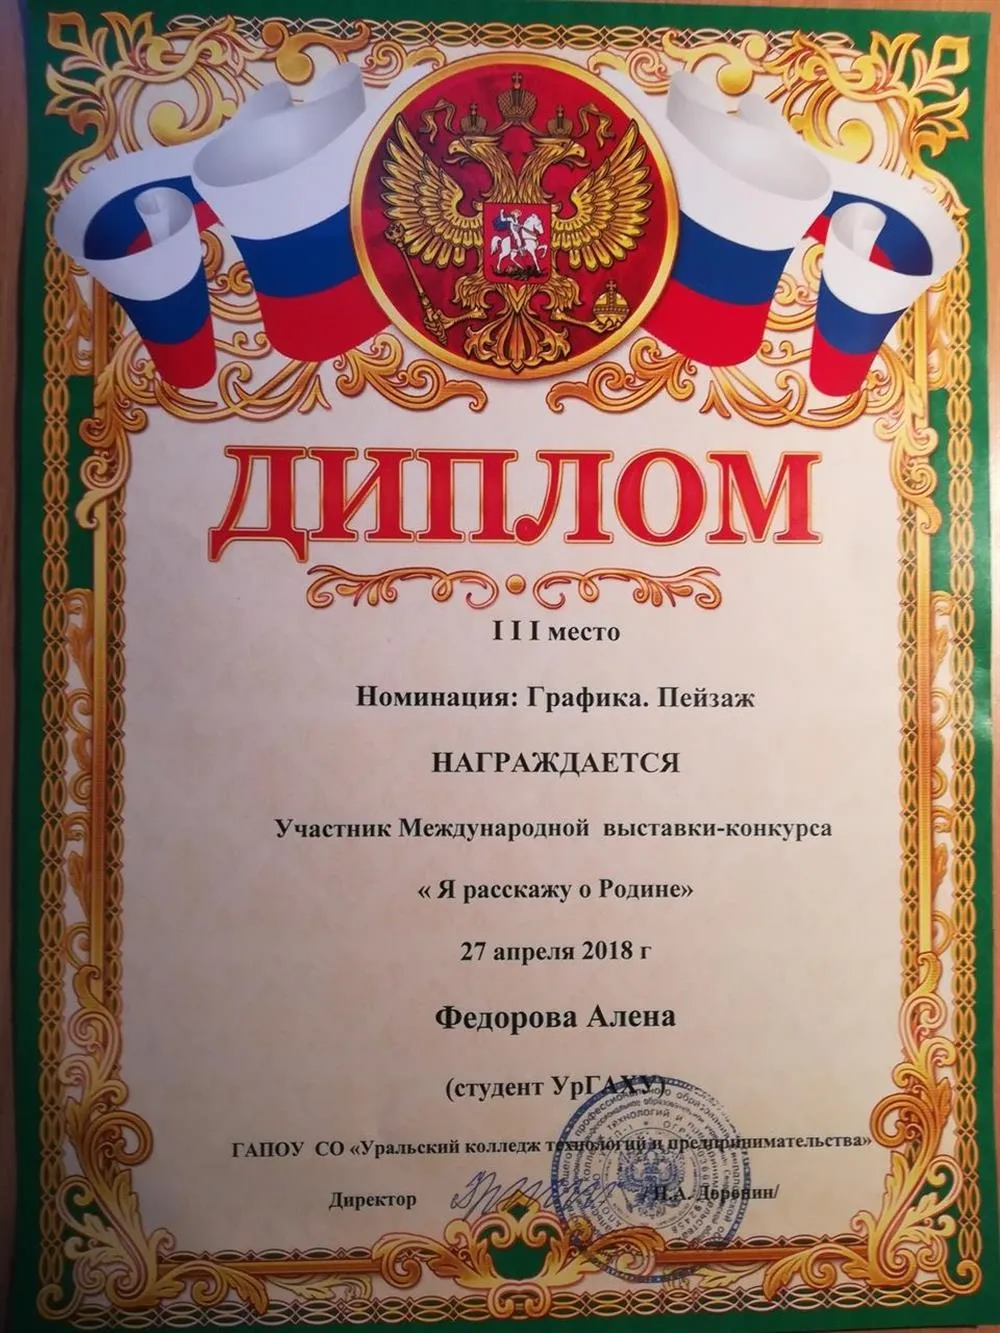 ДИПЛОМ
I I I место
Номинация: Графика. Пейзаж
НАГРАЖДАЕТСЯ
Участник Международной выставки-конкурса
« Я расскажу о Родине»
27 апреля 2018 г
Федорова Алена
(студент УрГАХУ)
ГАПОУ СО «Уральский колледж технологий и предпринимательства»
Директор /Н.А. Доронин/